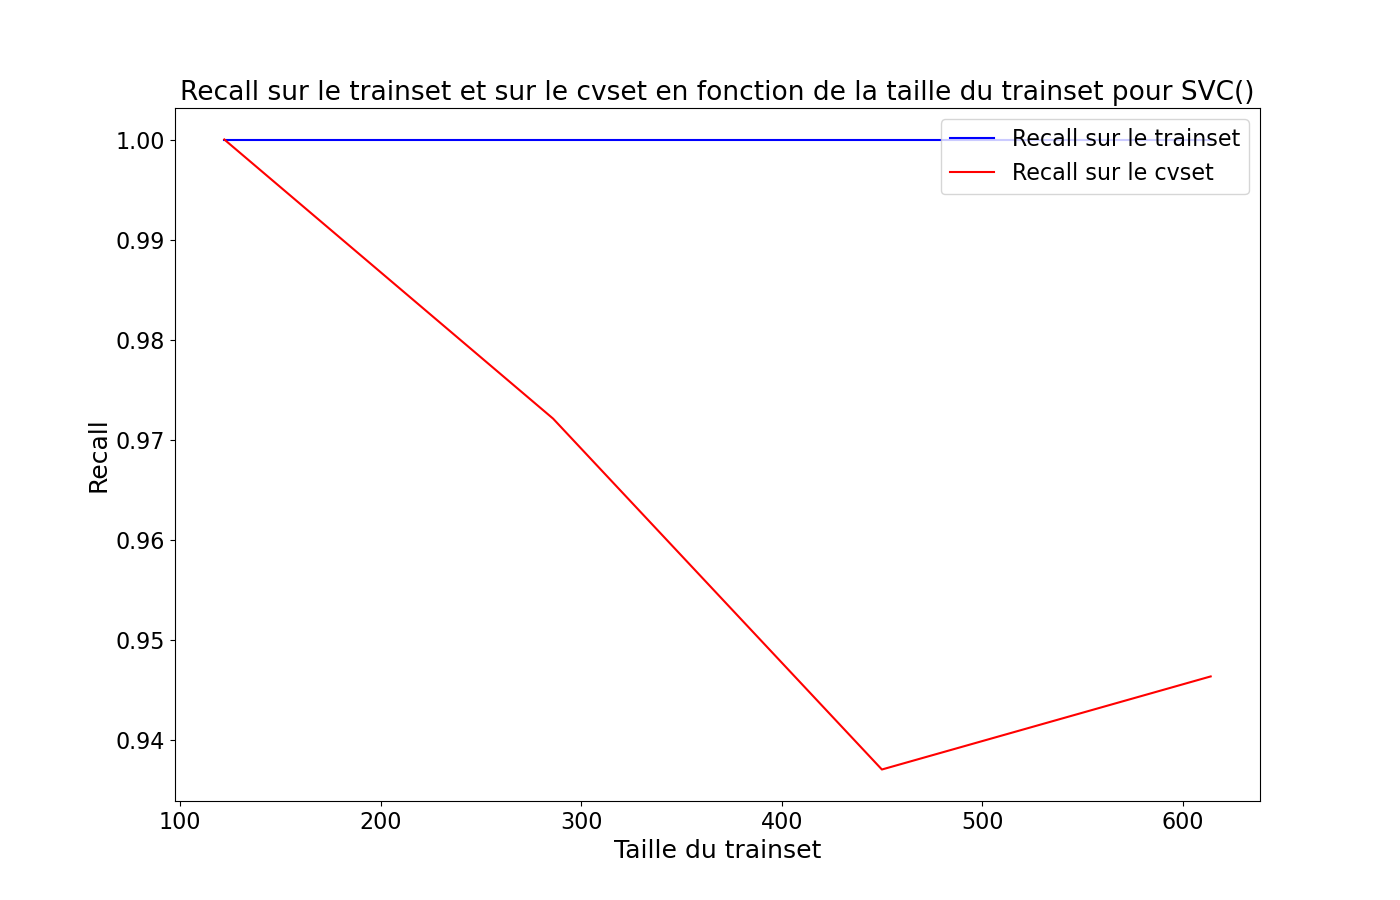 Recall sur le trainset et sur le cvset en fonction de la taille du trainset pour SVC()
Recall sur le trainset
Recall sur le cvset
1.00
0.99
0.98
0.97
0.96
0.95
0.94
Recall
100 200 300 400 500 600
Taille du trainset